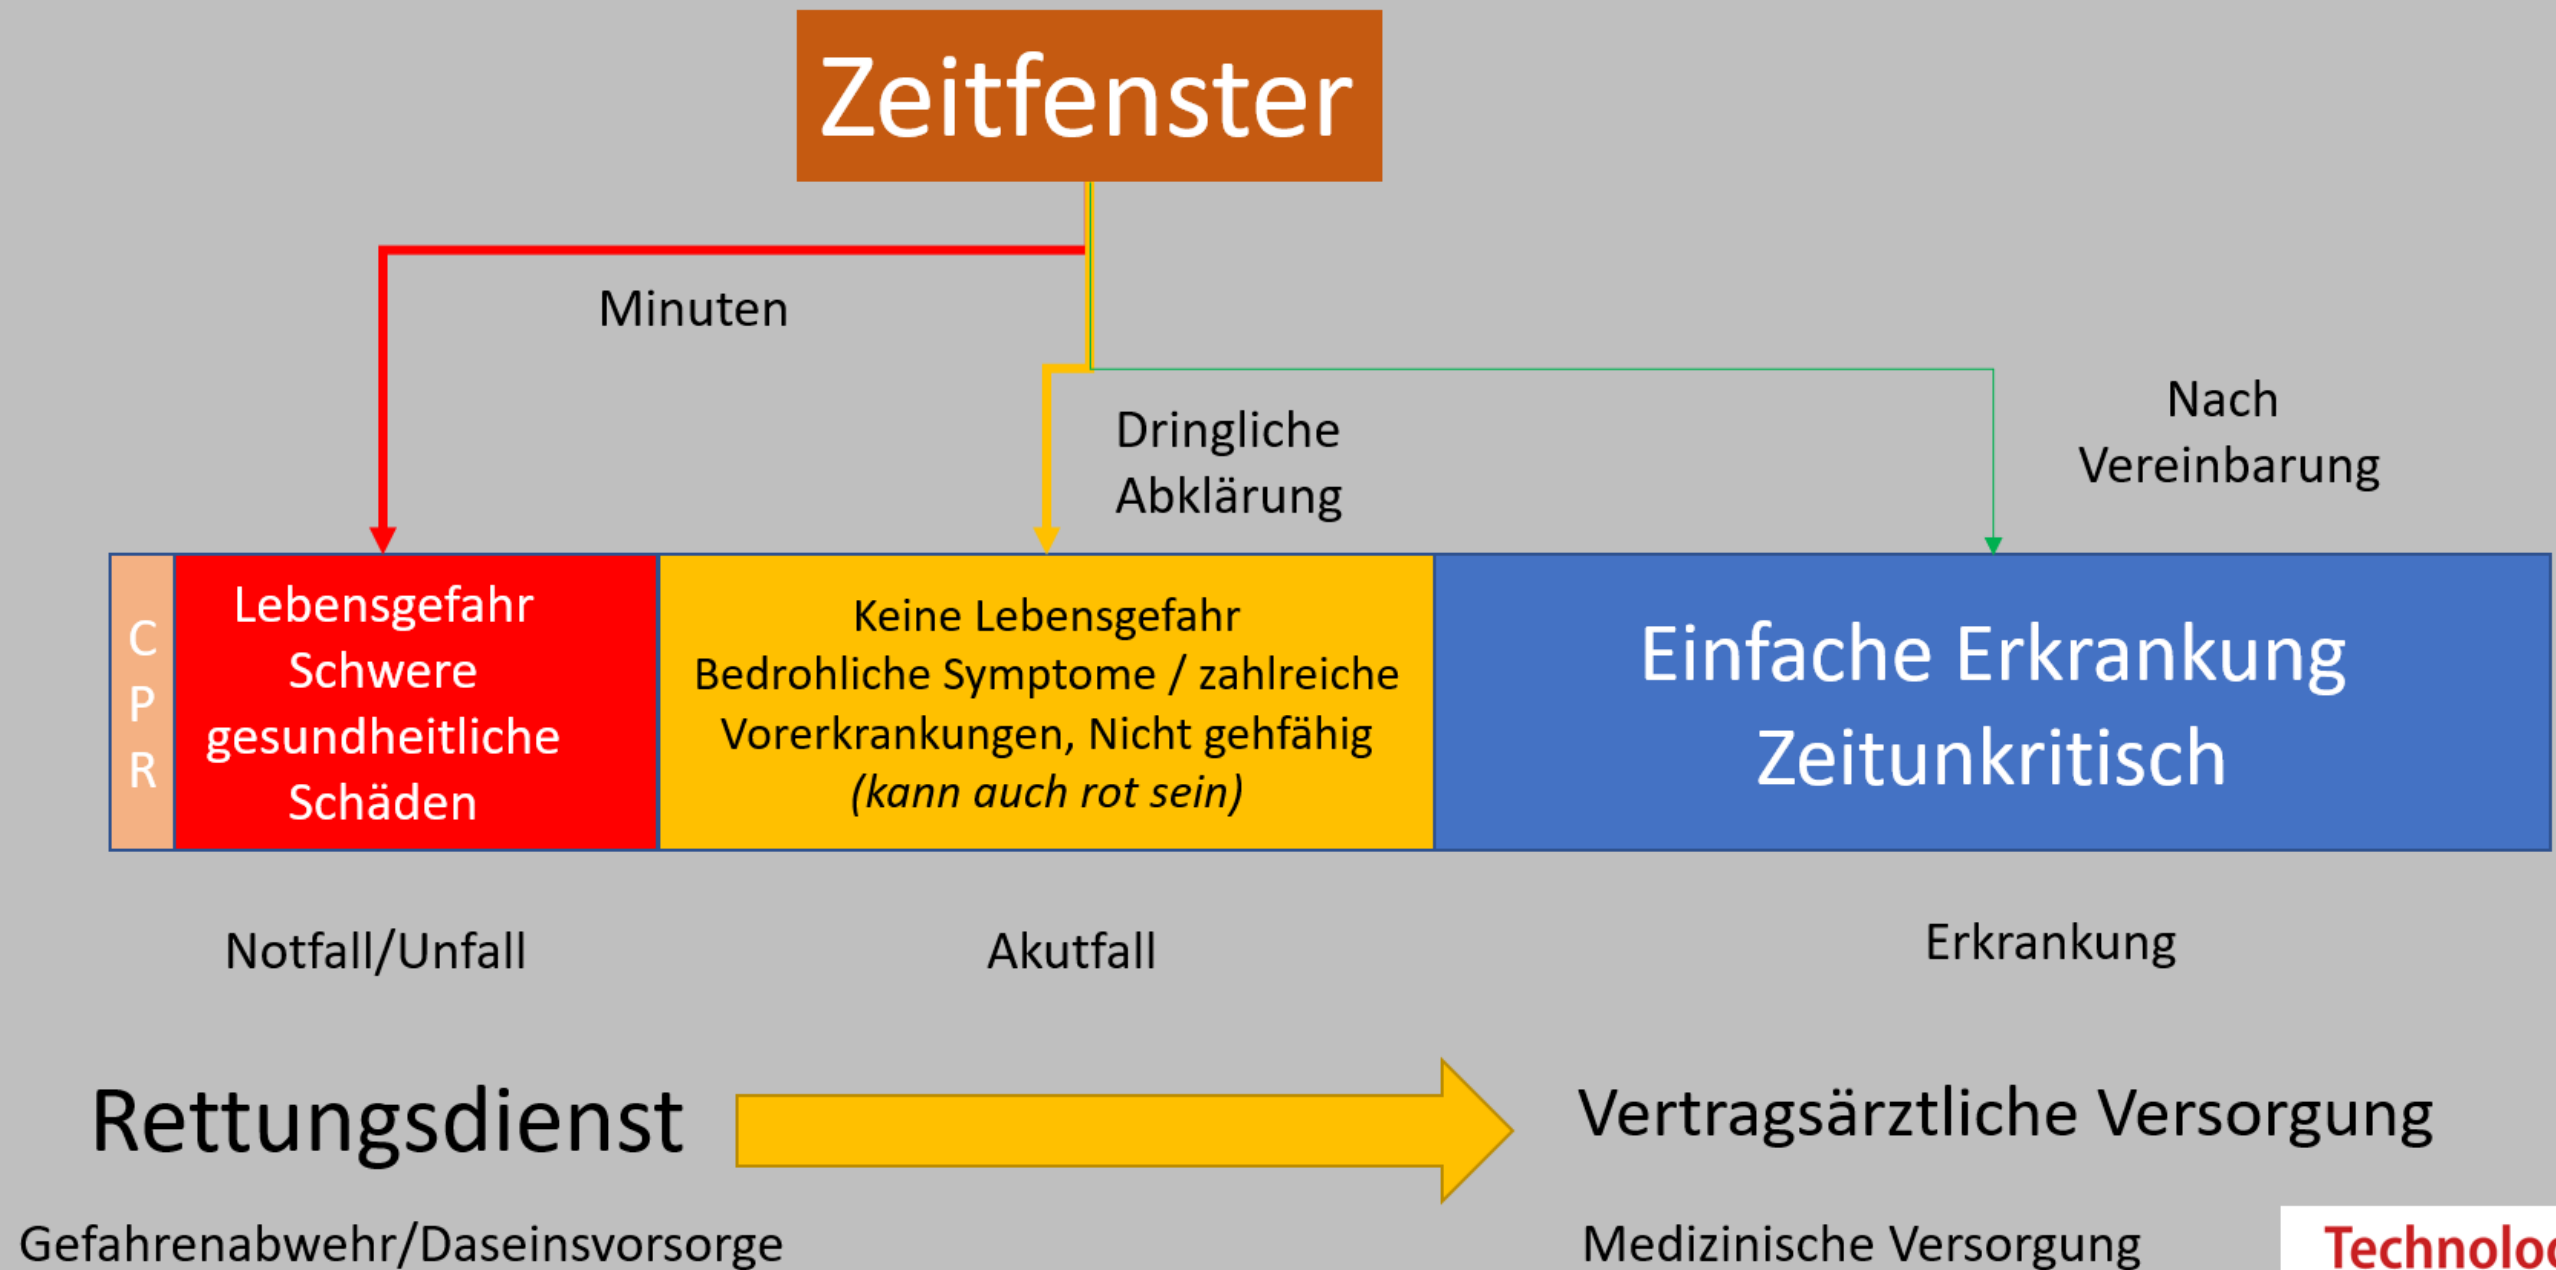 Zeitfenster
Minuten
Dringliche
Abklärung
Nach
Vereinbarung
C
P
R
Lebensgefahr
Schwere
gesundheitliche
Schäden
Keine Lebensgefahr
Bedrohliche Symptome / zahlreiche
Vorerkrankungen, Nicht gehfähig
(kann auch rot sein)
Einfache Erkrankung
Zeitunkritisch
Notfall/Unfall
Akutfall
Erkrankung
Rettungsdienst
Vertragsärztliche Versorgung
Gefahrenabwehr/Daseinsvorsorge
Medizinische Versorgung